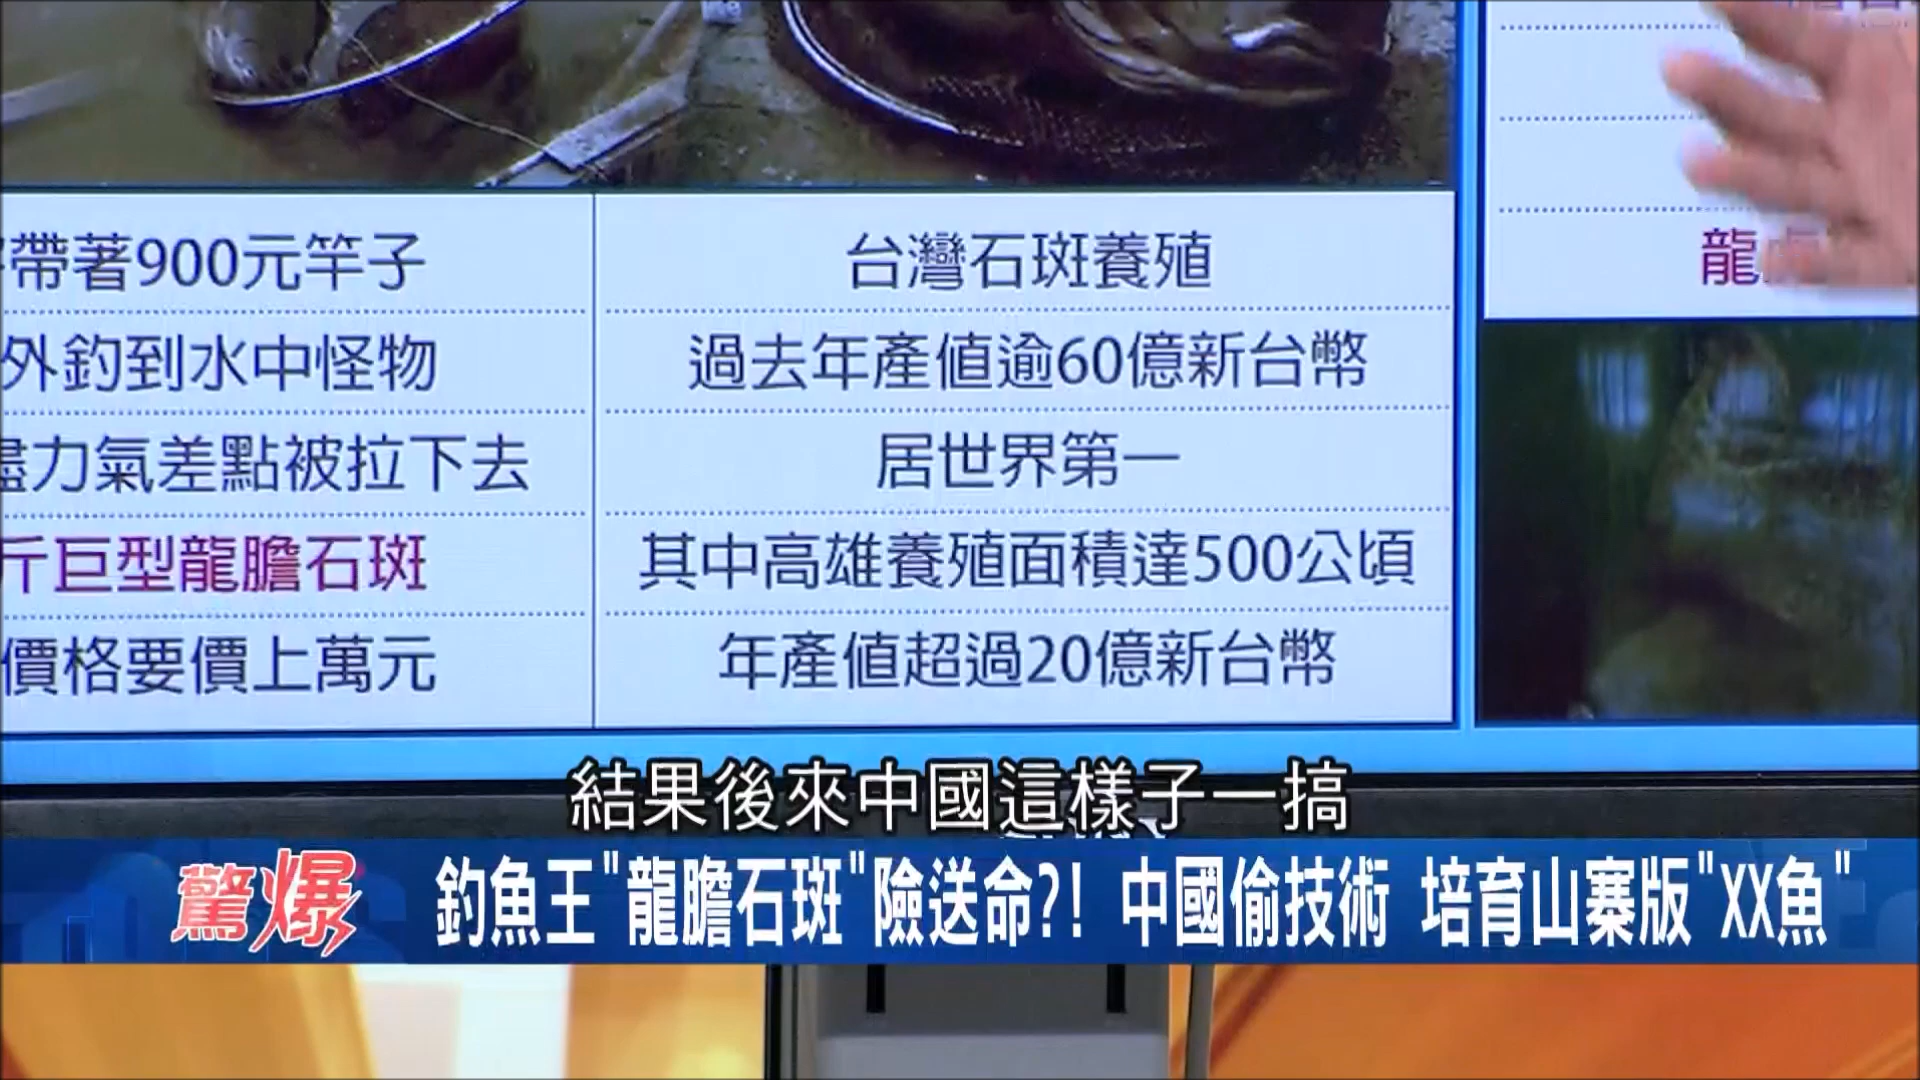 帶著900元竿子
外釣到水中怪物
盡力氣差點被拉下去
斤巨型龍膽石斑
價格要價上萬元
台灣石斑養殖
過去年產值逾60億新台幣
居世界第一
其中高雄養殖面積達500公頃
年產值超過20億新台幣
龍
結果後來中國這樣子一搞
驚爆
釣魚王"龍膽石斑"險送命?! 中國偷技術 培育山寨版"XX魚"